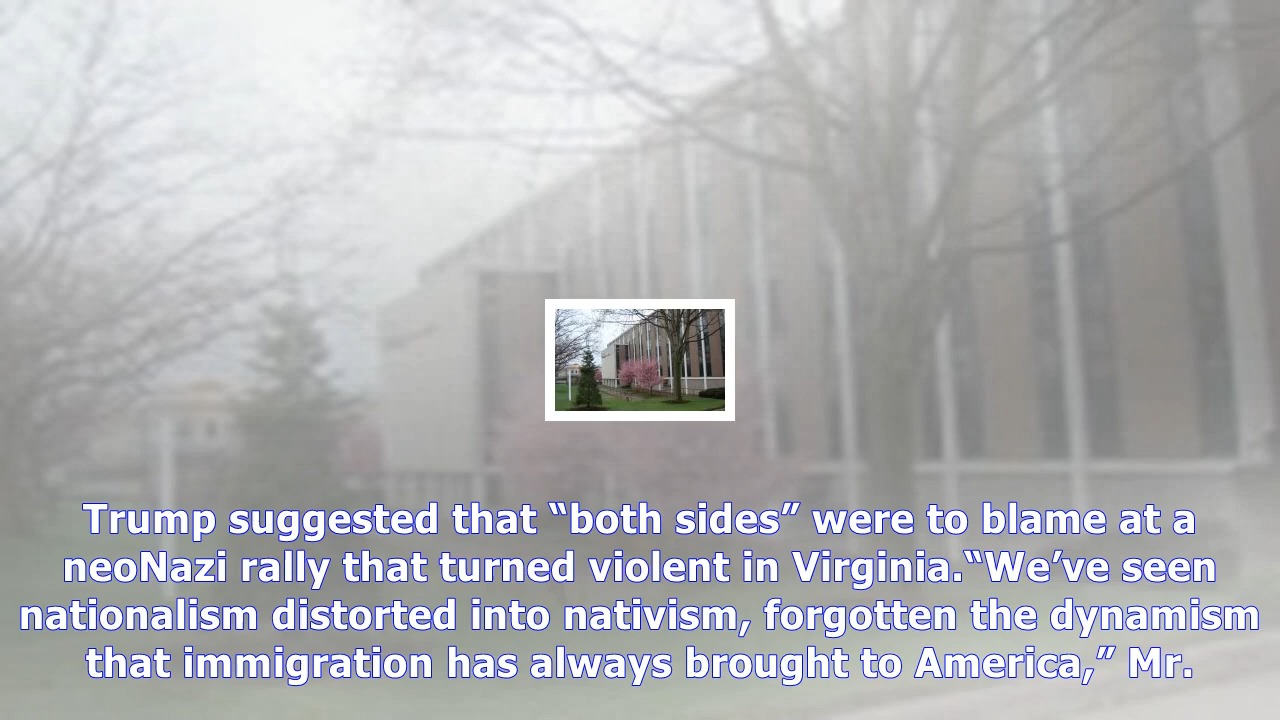 Trump suggested that “both sides” were to blame at a
neoNazi rally that turned violent in Virginia.“We’ve seen
nationalism distorted into nativism, forgotten the dynamism
that immigration has always brought to America,” Mr.